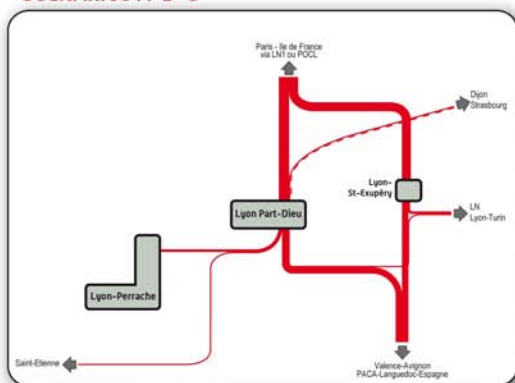 Paris - Ile de France
via LN1 ou POCL
Dijon
Strasbourg
Lyon-
St-Exupéry
Lyon Part-Dieu
LN
Lyon-Turin
Lyon-Perrache
Saint-Etienne
Valence-Avignon
PACA-Languedoc-Espagne